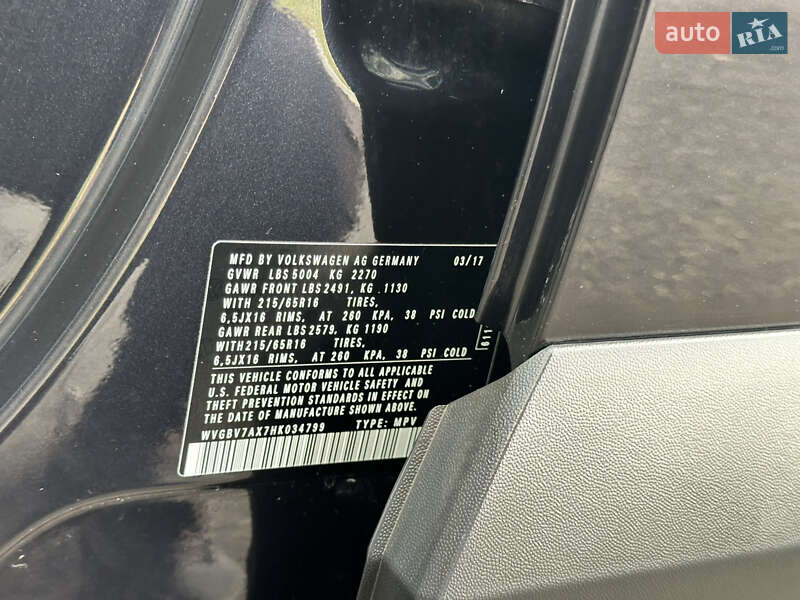 auto RIA
.com
MFD BY VOLKSWAGEN AG GERMANY 03/17
GVWR LBS 5004 KG 2270
GAWR FRONT LBS 2491, KG .1130
WITH 215/65R16 TIRES,
6,5JX16 RIMS, AT 260 KPA, 38 PSI COLD
GAWR REAR LBS 2579, KG 1190
WITH 215/65R16 TIRES,
6,5JX16 RIMS, AT 260 KPA, 38 PSI COLD
THIS VEHICLE CONFORMS TO ALL APPLICABLE
U.S. FEDERAL MOTOR VEHICLE SAFETY AND
THEFT PREVENTION STANDARDS IN EFFECT ON
THE DATE OF MANUFACTURE SHOWN ABOVE.
WVGBV7AX7HK034799 TYPE: MPV